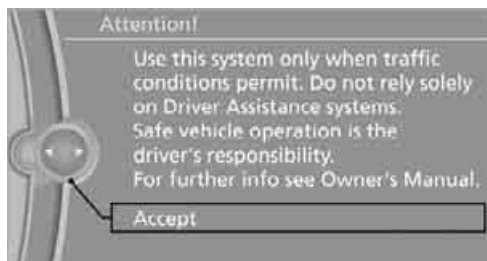 Attention!
Use this system only when traffic
conditions permit. Do not rely solely
on Driver Assistance systems.
Safe vehicle operation is the
driver's responsibility.
For further info see Owner's Manual.
Accept